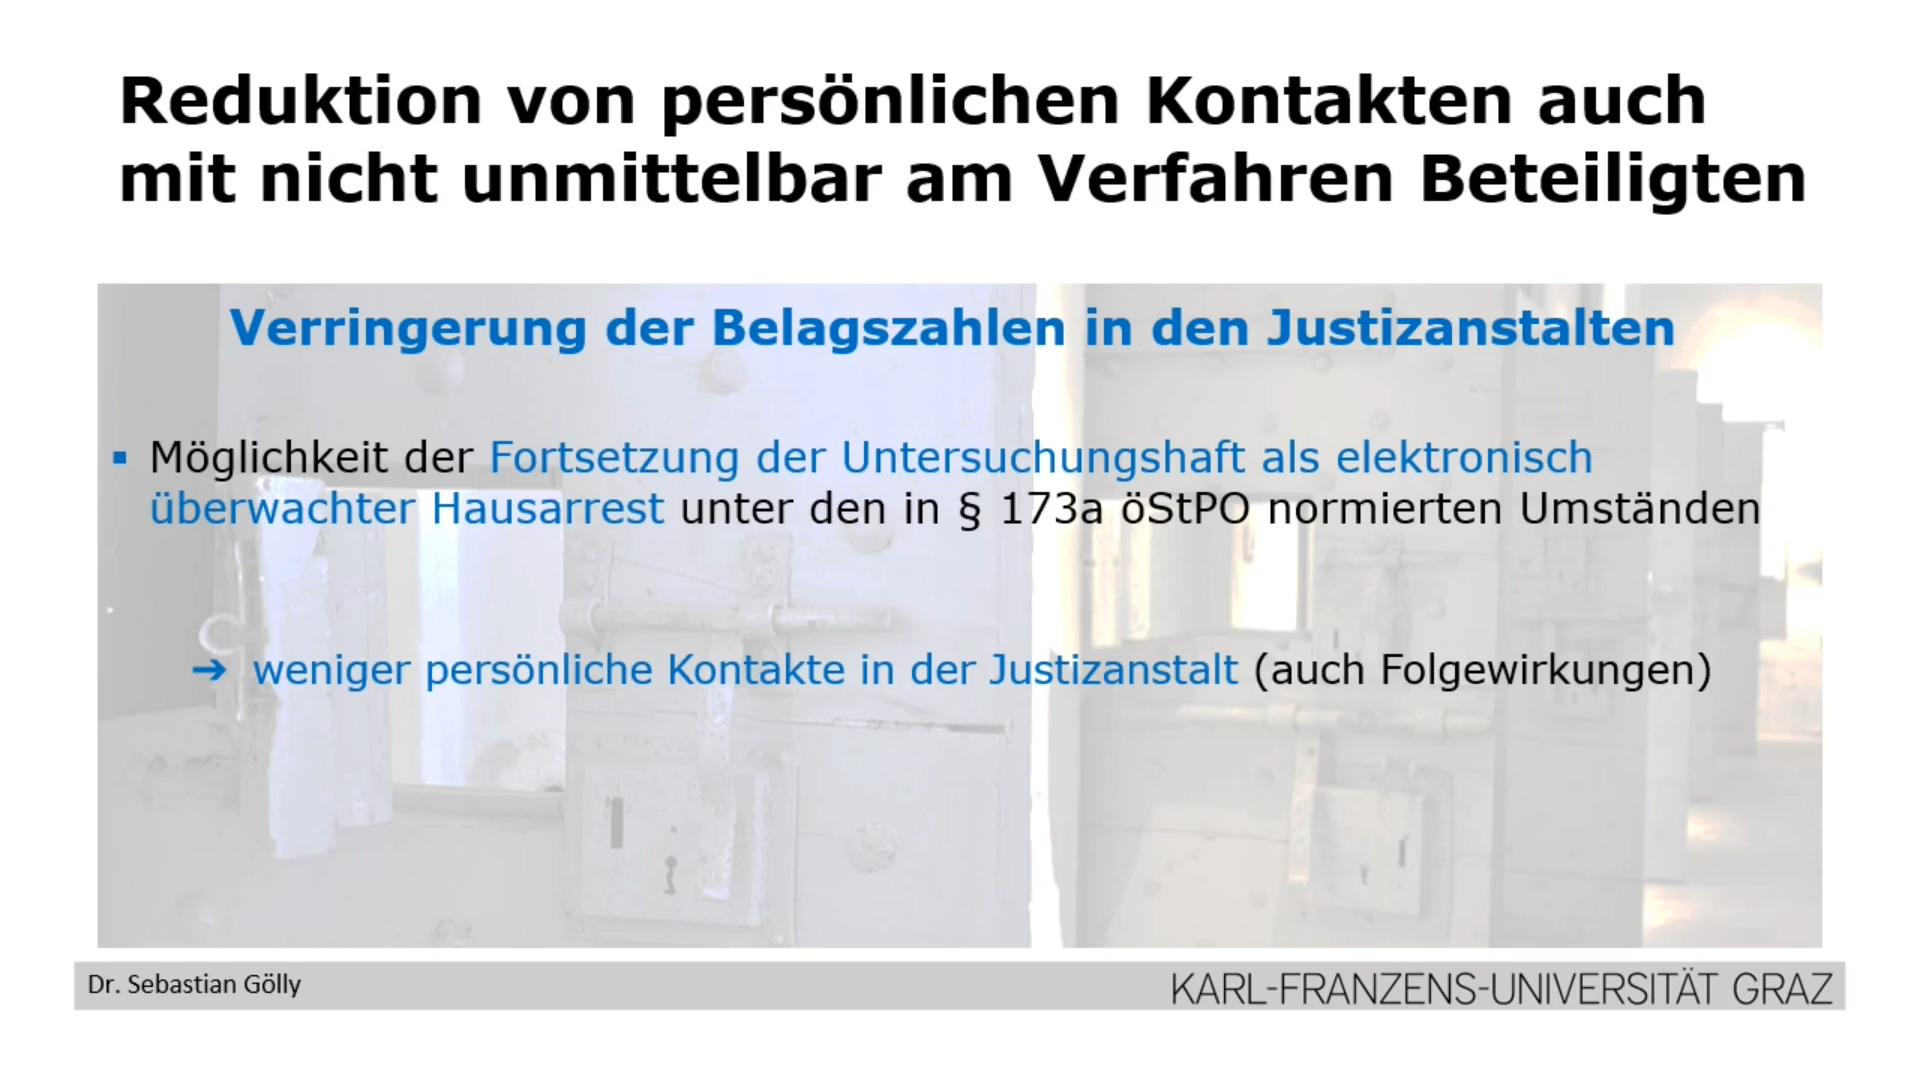 Reduktion von persönlichen Kontakten auch
mit nicht unmittelbar am Verfahren Beteiligten
Verringerung der Belagszahlen in den Justizanstalten
▪ Möglichkeit der Fortsetzung der Untersuchungshaft als elektronisch
überwachter Hausarrest unter den in § 173a öStPO normierten Umständen
➔ weniger persönliche Kontakte in der Justizanstalt (auch Folgewirkungen)
Dr. Sebastian Gölly
KARL-FRANZENS-UNIVERSITÄT GRAZ